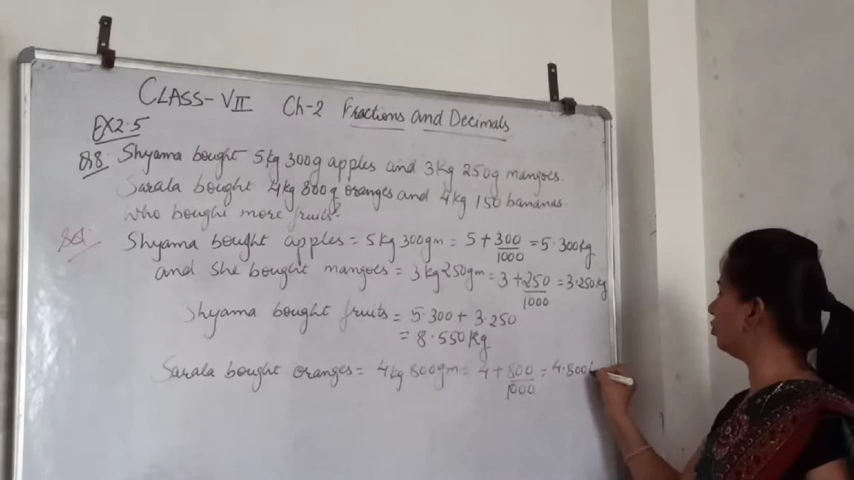 CLASS-VII Ch-2 Fractions and Decimals
EX2.5
Q8. Shyama bought 5kg 300g apples and 3kg 250g mangoes.
Sarala bought 4kg 800g oranges and 4kg 150 bananas.
Who bought more fruits?
Sol Shyama bought apples = 5kg 300gm = 5 + 300/1000 = 5.300kg
and she bought mangoes = 3kg 250gm = 3 + 250/1000 = 3.250kg
Shyama bought fruits = 5.300 + 3.250
= 8.550kg
Sarala bought oranges = 4kg 800gm = 4 + 800/1000 = 4.800k